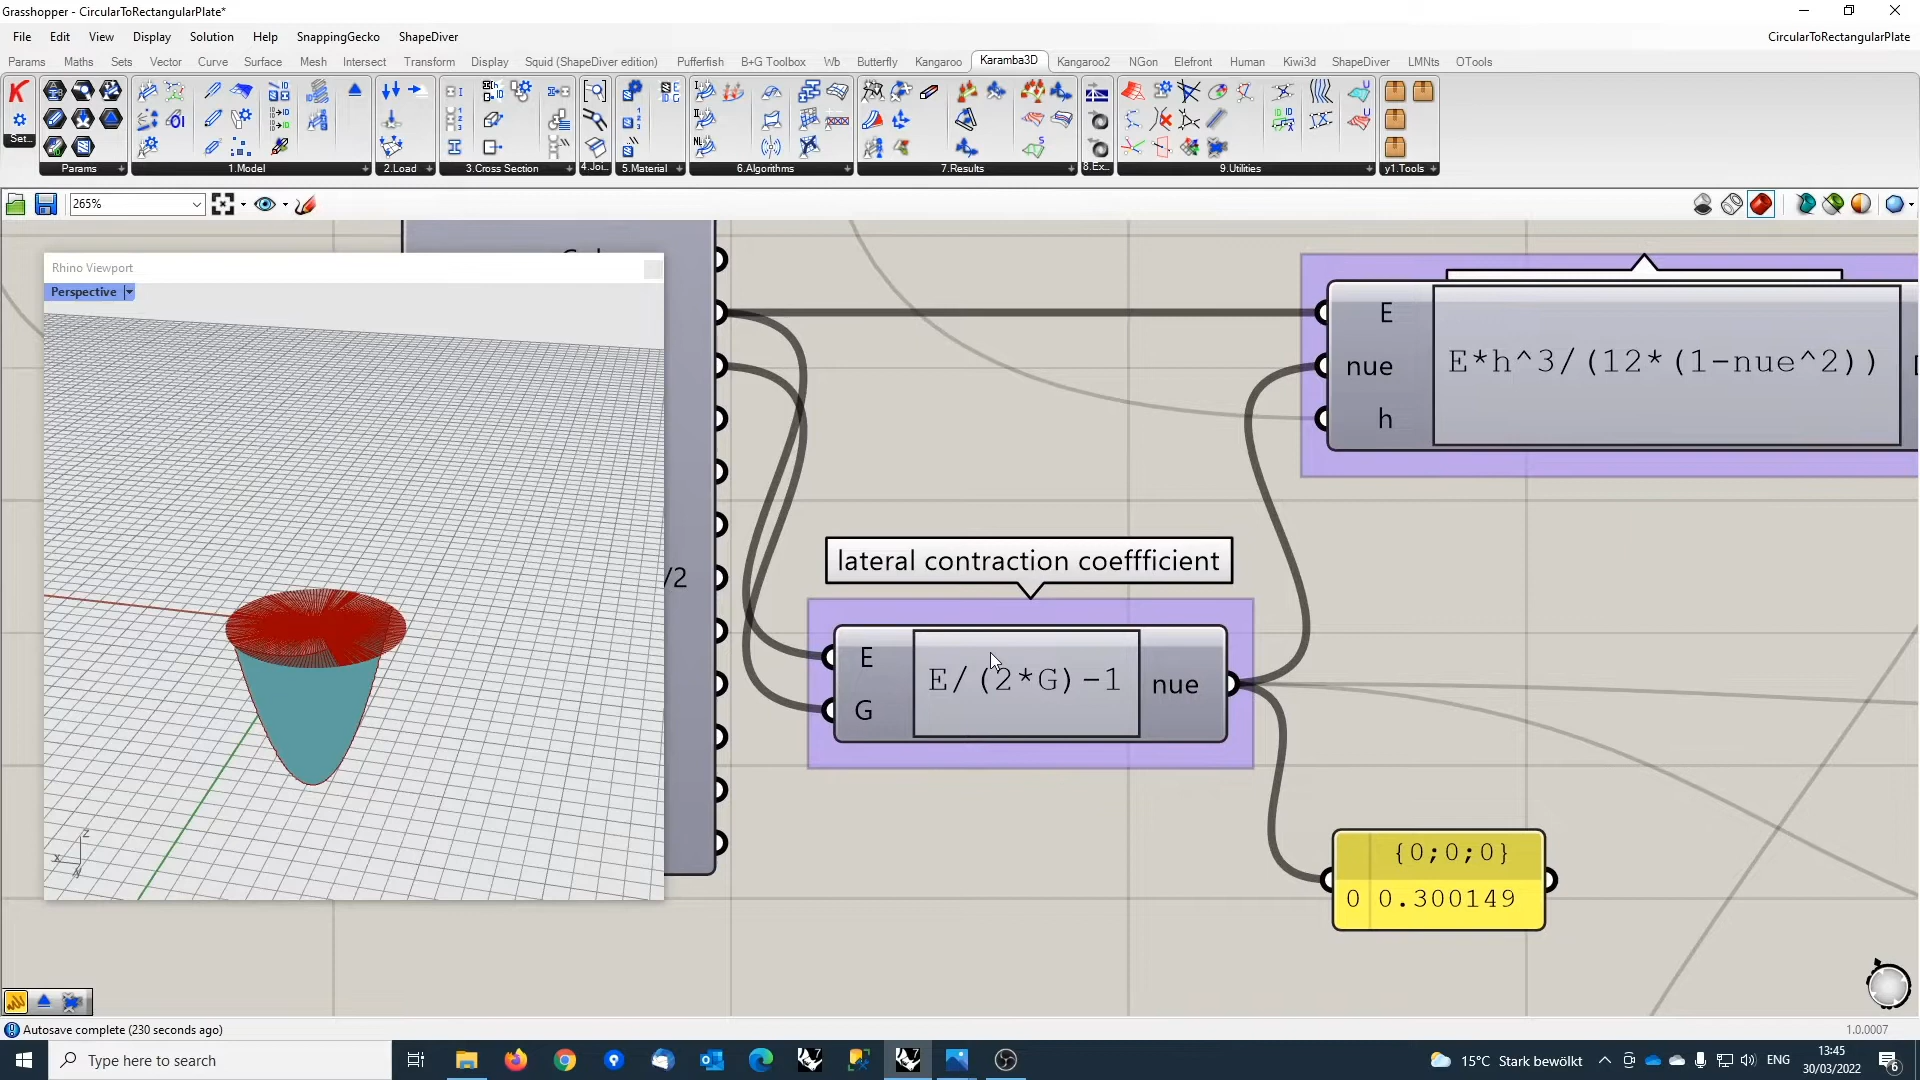 Grasshopper - CircularToRectangularPlate*
File Edit View Display Solution Help SnappingGecko ShapeDiver CircularToRectangularPlate
Params Maths Sets Vector Curve Surface Mesh Intersect Transform Display Squid (ShapeDiver edition) Pufferfish B+G Toolbox Wb Butterfly Kangaroo Karamba3D Kangaroo2 NGon Elefront Human Kiwi3d ShapeDiver LMNts OTools
Set.. Params 1.Model 2.Load 3.Cross Section 4.Joi.. 5.Material 6.Algorithms 7.Results 8.Ex.. 9.Utilities y1.Tools
265%
Rhino Viewport
Perspective
E
nue
h
E*h^3/(12*(1-nue^2))
/2
lateral contraction coeffficient
E
G
E/(2*G)-1
nue
{0;0;0}
0 0.300149
z
x
y
Autosave complete (230 seconds ago)
1.0.0007
Type here to search
15°C Stark bewölkt
ENG
13:45
30/03/2022
6